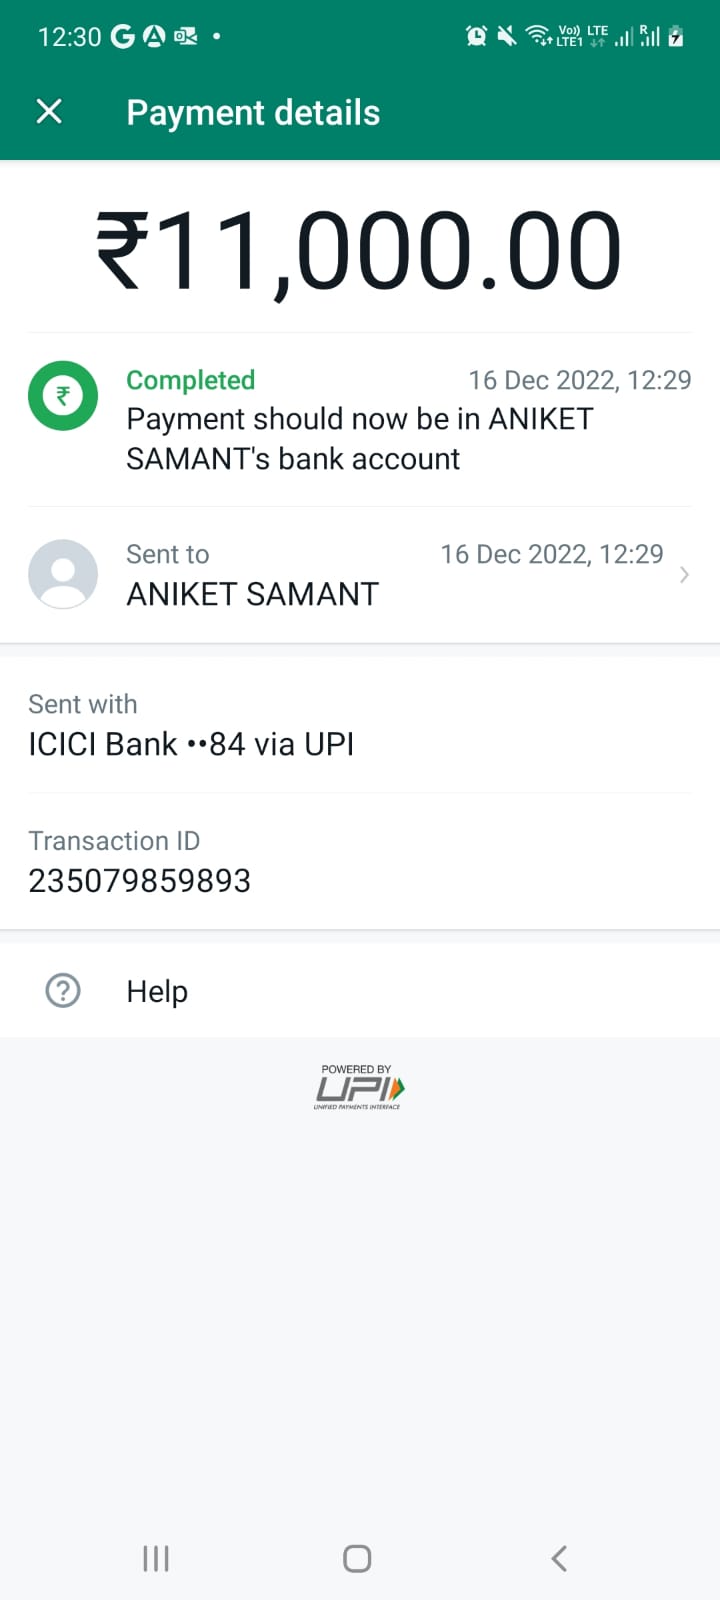 12:30
Vo)) LTE
LTE1
R
Payment details
₹11,000.00
Completed
16 Dec 2022, 12:29
Payment should now be in ANIKET
SAMANT's bank account
Sent to
16 Dec 2022, 12:29
ANIKET SAMANT
Sent with
ICICI Bank ••84 via UPI
Transaction ID
235079859893
Help
POWERED BY
UPI
UNIFIED PAYMENTS INTERFACE